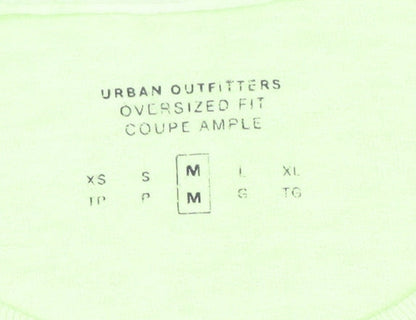 URBAN OUTFITTERS
OVERSIZED FIT
COUPE AMPLE
XS S M L XL
TP P M G TG